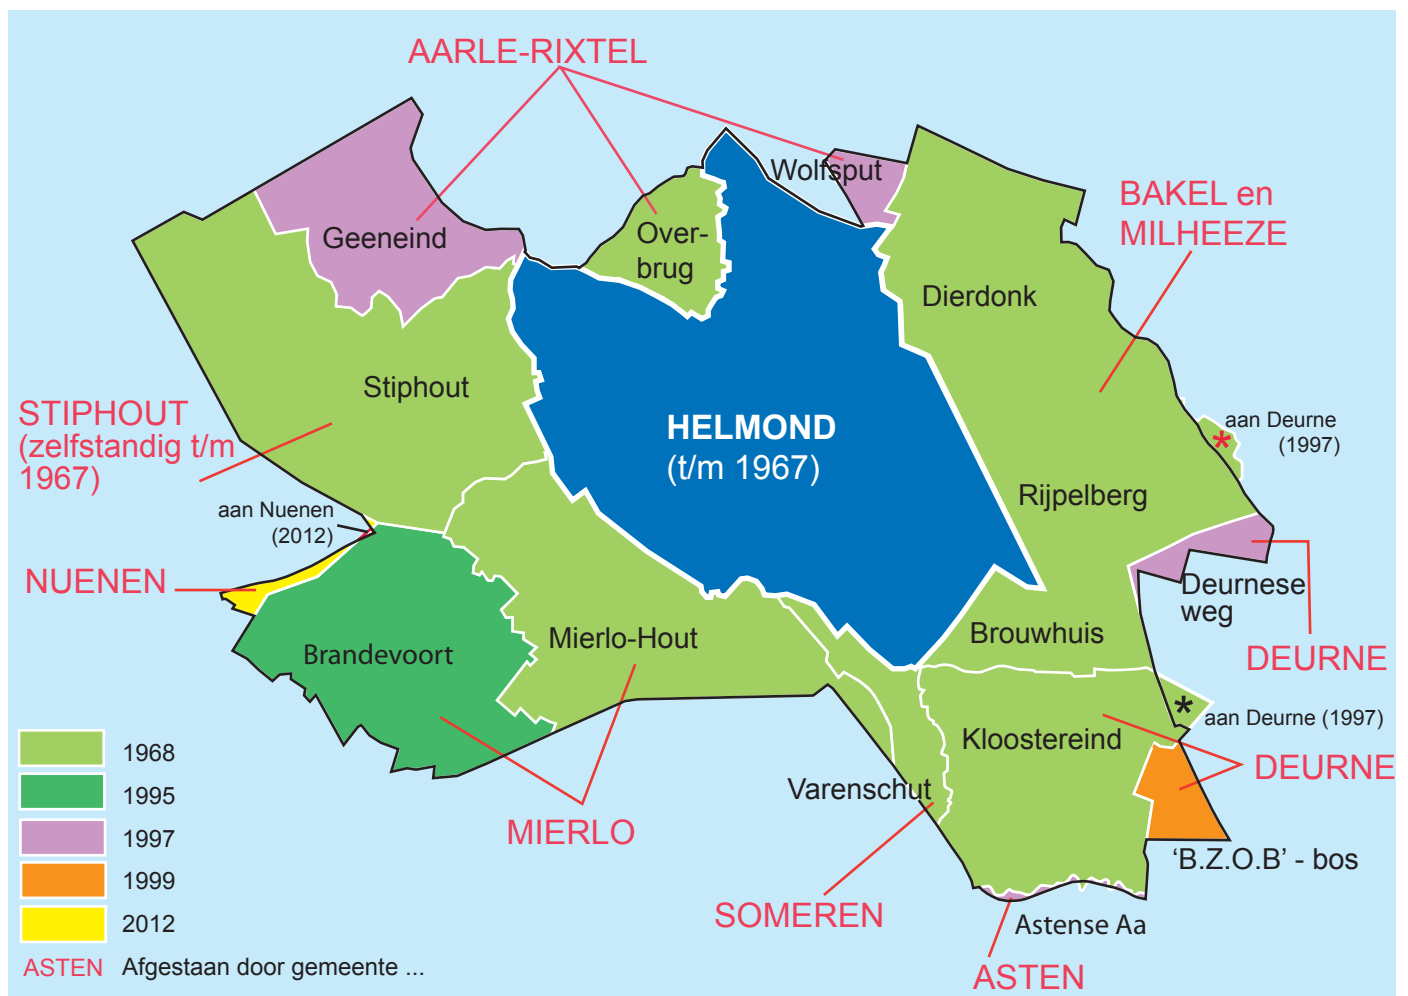 AARLE-RIXTEL
Wolfsput
BAKEL en
MILHEEZE
Geeneind
Over-
brug
Dierdonk
Stiphout
STIPHOUT
(zelfstandig t/m
1967)
HELMOND
(t/m 1967)
aan Deurne
(1997)
*
Rijpelberg
aan Nuenen
(2012)
NUENEN
Deurnese
weg
Brouwhuis
Mierlo-Hout
Brandevoort
DEURNE
*
aan Deurne (1997)
Kloostereind
DEURNE
Varenschut
MIERLO
'B.Z.O.B' - bos
SOMEREN
Astense Aa
ASTEN
1968
1995
1997
1999
2012
ASTEN Afgestaan door gemeente ...